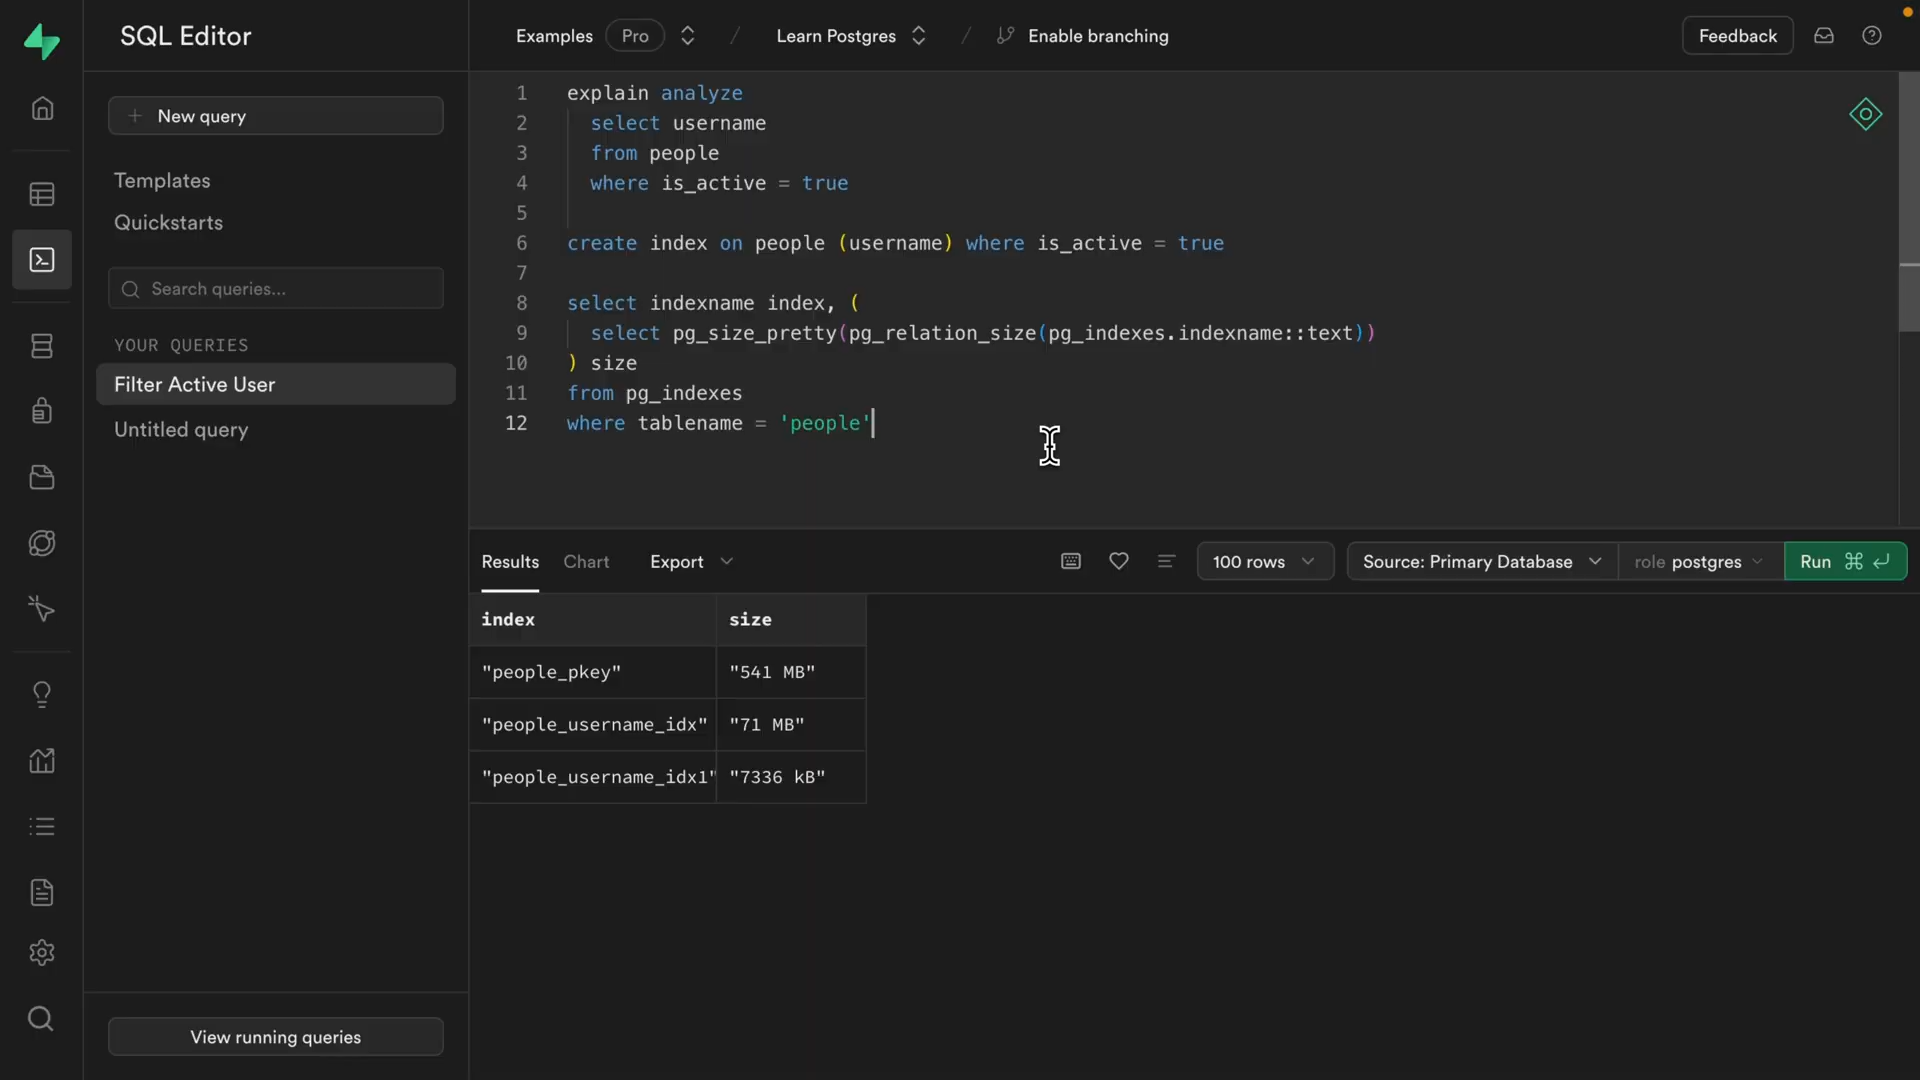 SQL Editor
Examples Pro / Learn Postgres / Enable branching
Feedback
New query
Templates
Quickstarts
Search queries...
YOUR QUERIES
Filter Active User
Untitled query
View running queries
1 explain analyze
2 select username
3 from people
4 where is_active = true
5
6 create index on people (username) where is_active = true
7
8 select indexname index, (
9 select pg_size_pretty(pg_relation_size(pg_indexes.indexname::text))
10 ) size
11 from pg_indexes
12 where tablename = 'people'
Results Chart Export 100 rows Source: Primary Database role postgres Run ⌘ ↵
index size
"people_pkey" "541 MB"
"people_username_idx" "71 MB"
"people_username_idx1" "7336 kB"